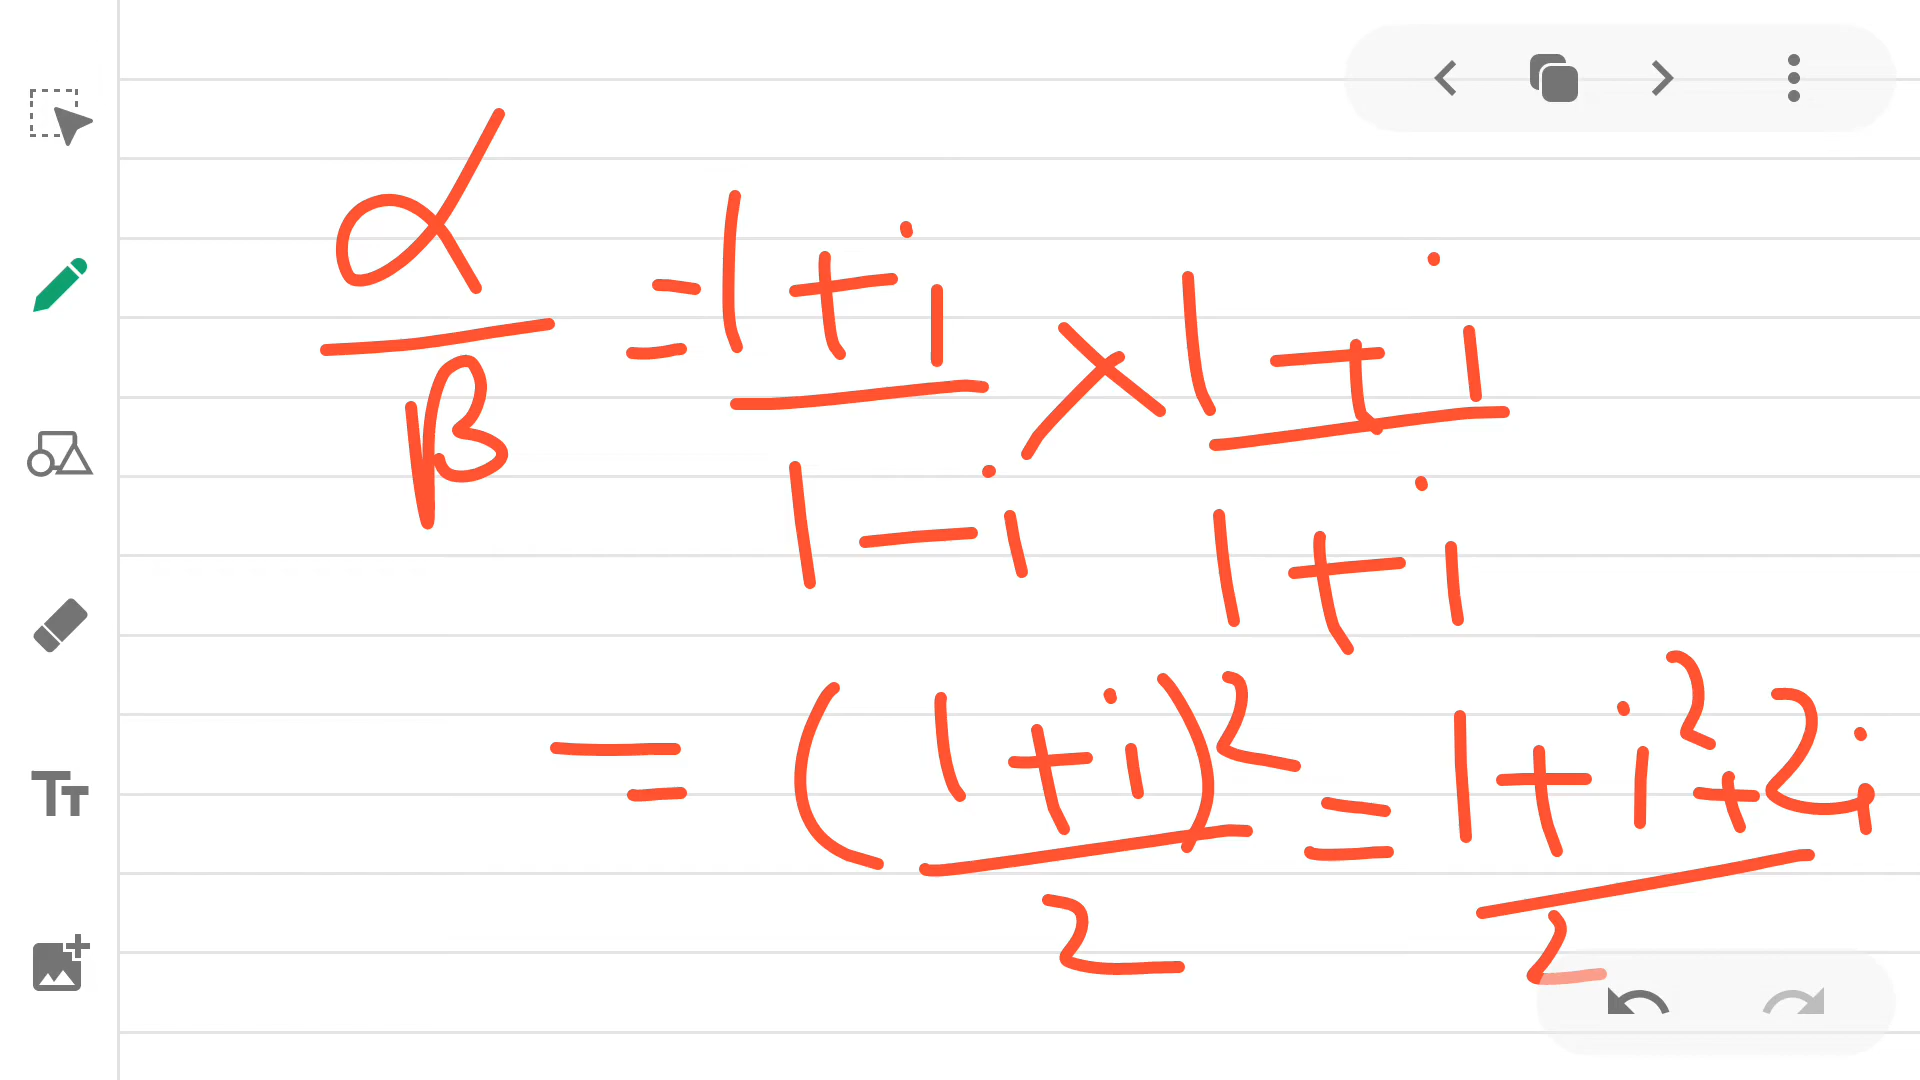 α/β = 1+i/1-i × 1+i/1+i
= (1+i)²/2 = 1+i²+2i/2